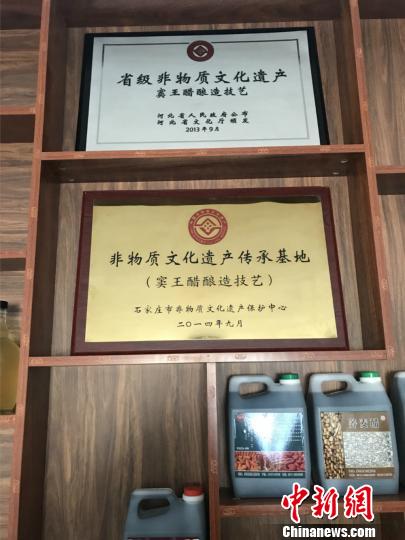 省级非物质文化遗产
窦王醋酿造技艺
河北省人民政府公布
河北省文化厅颁发
2013年9月
非物质文化遗产传承基地
(窦王醋酿造技艺)
石家庄市非物质文化遗产保护中心
二〇一四年九月
荞麦醋
中新网
Chinanews.com